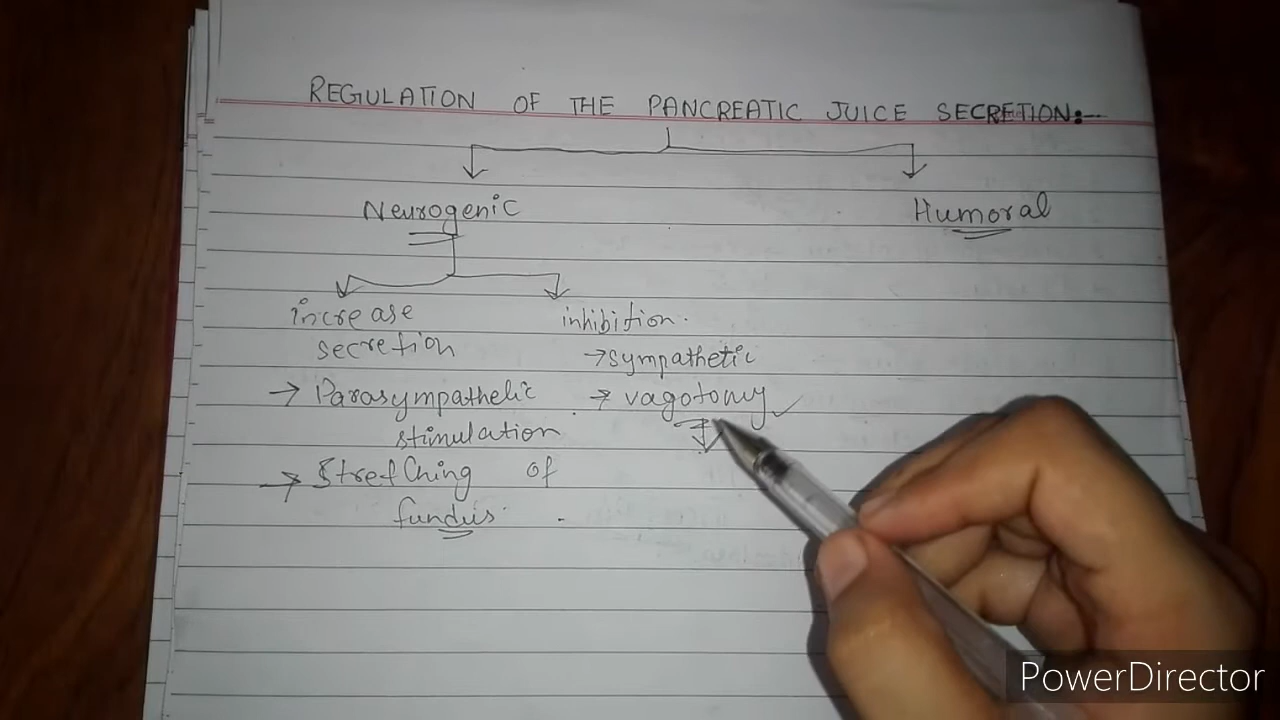 REGULATION OF THE PANCREATIC JUICE SECRETION:--
Neurogenic
Humoral
increase
secretion
→ Parasympathetic
stimulation
→ Stretching of
fundus.
inhibition.
→ sympathetic
→ vagotomy ✓
PowerDirector